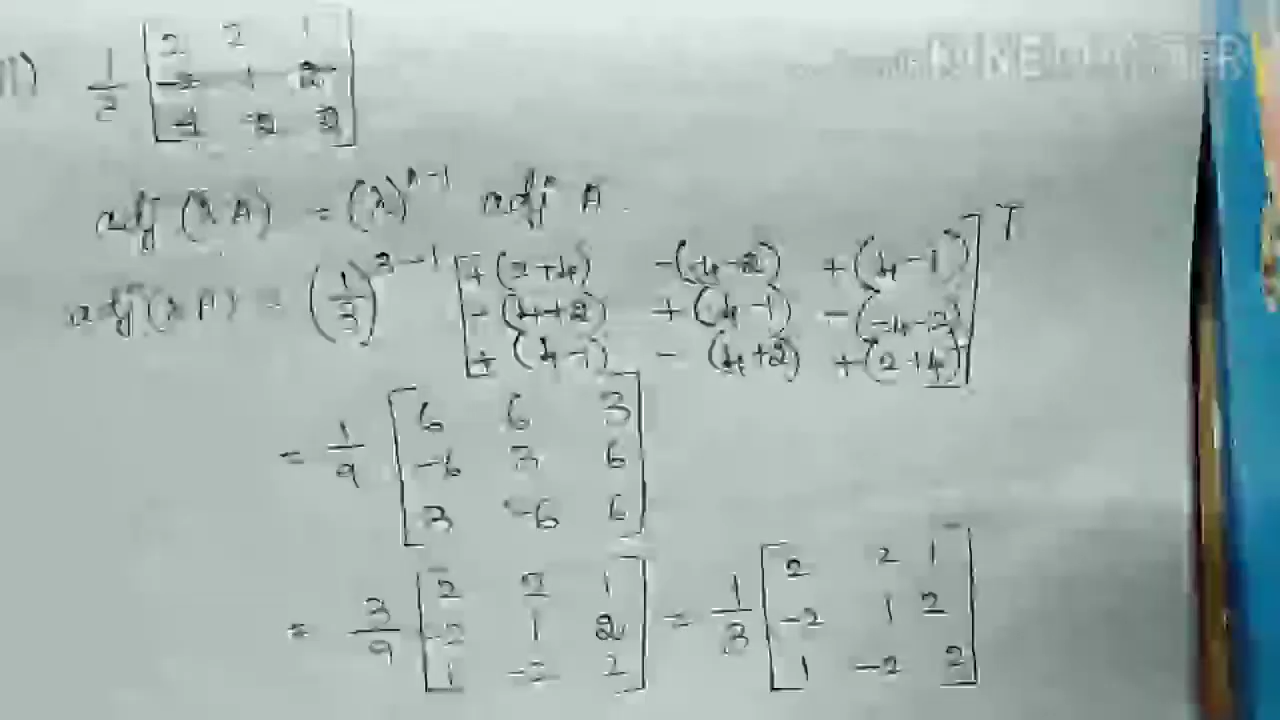 1/3 [2 2 1
-2 1 2
1 -2 2]
adj (λA) = (λ)^n-1 adj A.
adj (λA) = (1/3)^3-1 [+(2+4) -(-4-2) +(4-1)
-(4+2) +(4-1) -(-4-2)
+(4-1) -(4+2) +(2+4)]^T
= 1/9 [6 6 3
-6 3 6
3 -6 6]
= 3/9 [2 2 1
-2 1 2
1 -2 2] = 1/3 [2 2 1
-2 1 2
1 -2 2]